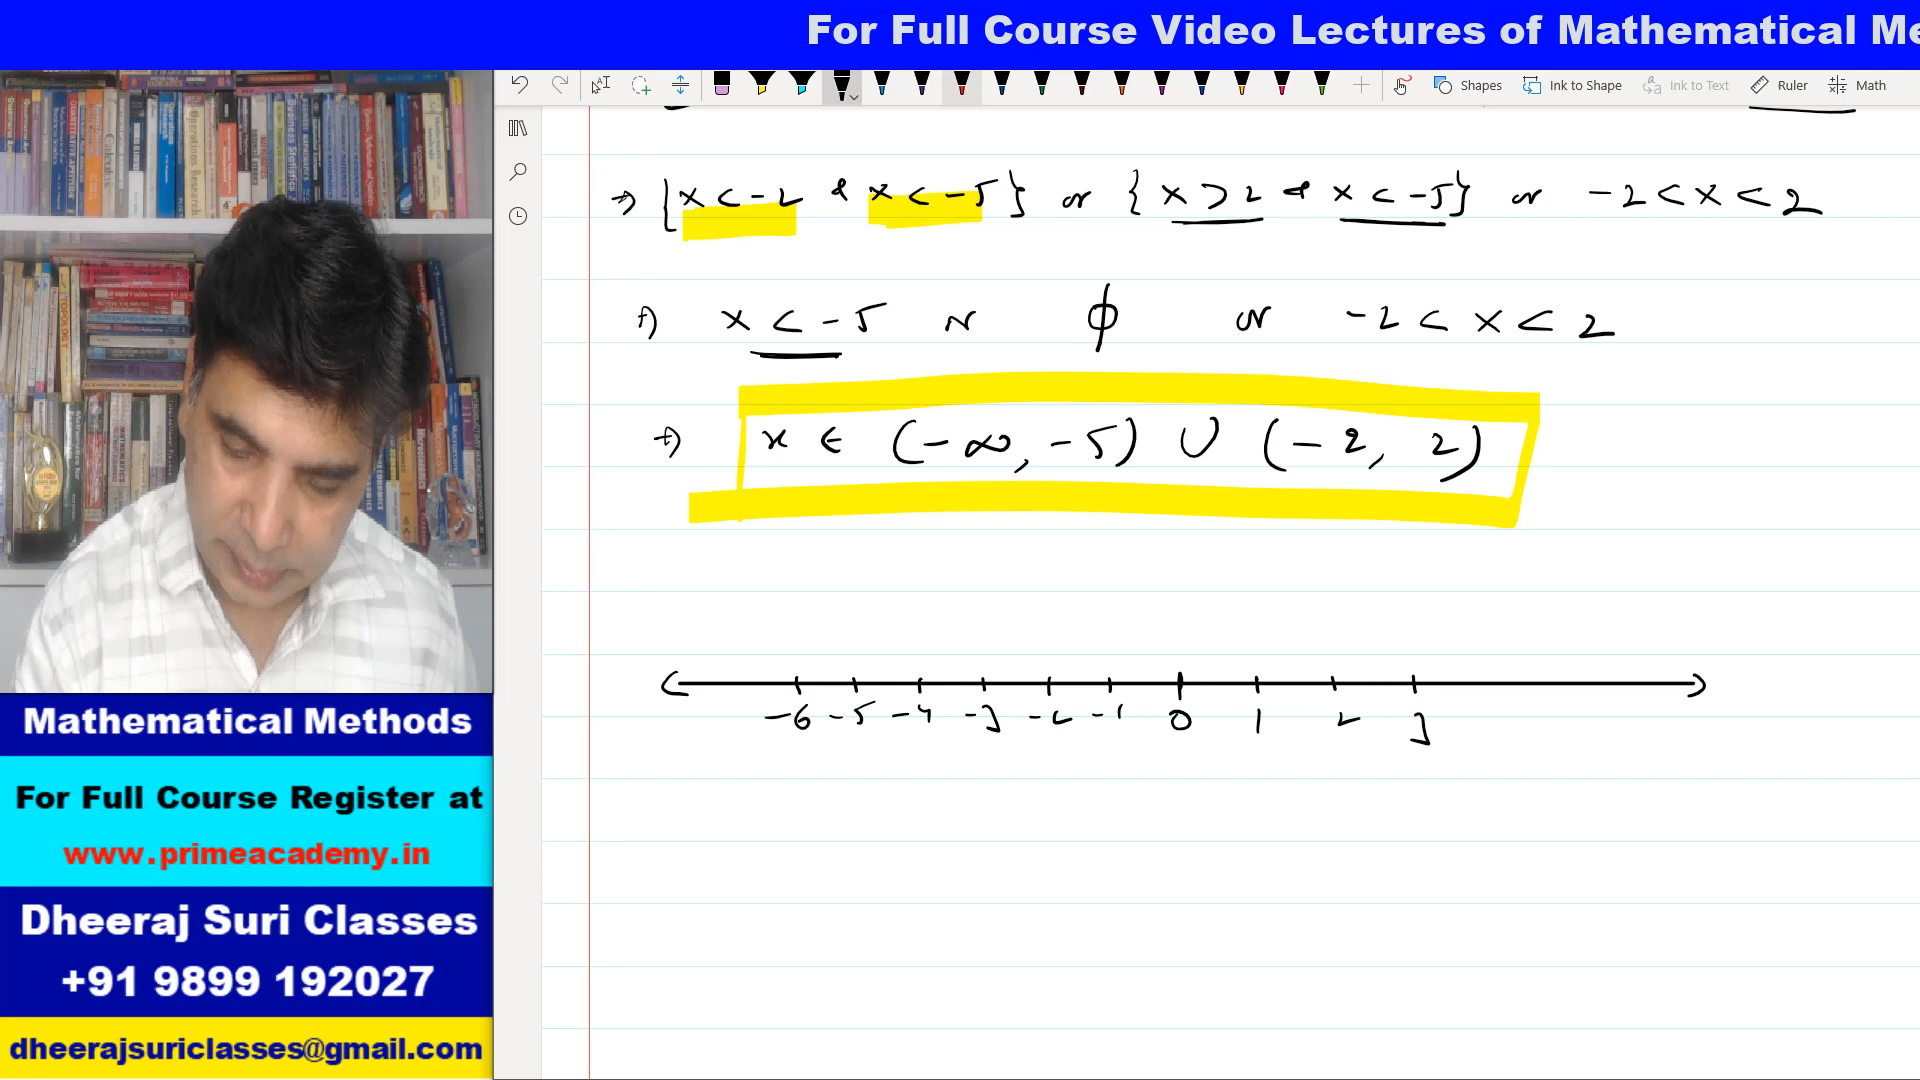 For Full Course Video Lectures of Mathematical Me
Shapes Ink to Shape Ink to Text Ruler Math
⇒ {x < -2 & x < -5} or {x > 2 & x < -5} or -2 < x < 2
⇒ x < -5 or ϕ or -2 < x < 2
⇒ x ∈ (-∞, -5) ∪ (-2, 2)
-6 -5 -4 -3 -2 -1 0 1 2 3
Mathematical Methods
For Full Course Register at
www.primeacademy.in
Dheeraj Suri Classes
+91 9899 192027
dheerajsuriclasses@gmail.com